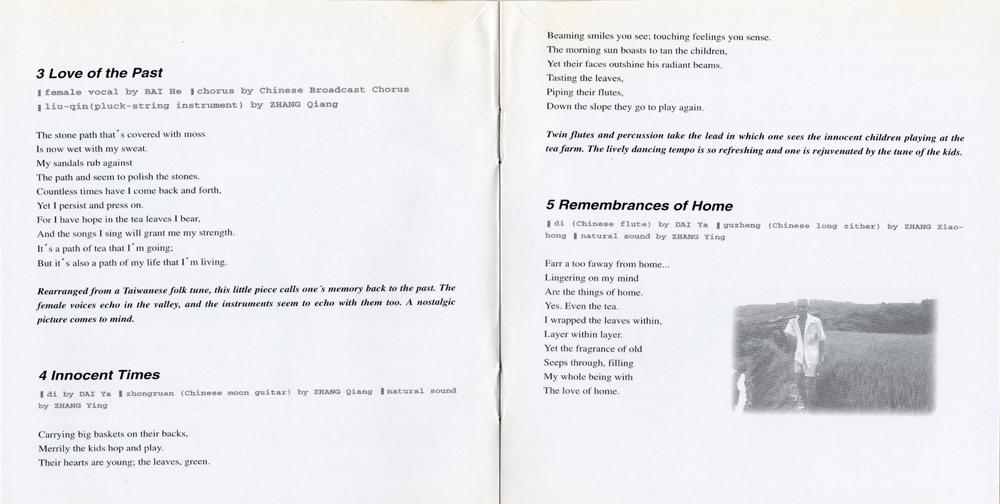 3 Love of the Past
female vocal by BAI He chorus by Chinese Broadcast Chorus
liu-qin(pluck-string instrument) by ZHANG Qiang
The stone path that´s covered with moss
Is now wet with my sweat.
My sandals rub against
The path and seem to polish the stones.
Countless times have I come back and forth,
Yet I persist and press on.
For I have hope in the tea leaves I bear,
And the songs I sing will grant me my strength.
It´s a path of tea that I´m going;
But it´s also a path of my life that I´m living.
Rearranged from a Taiwanese folk tune, this little piece calls one´s memory back to the past. The
female voices echo in the valley, and the instruments seem to echo with them too. A nostalgic
picture comes to mind.
4 Innocent Times
di by DAI Ya zhongruan (Chinese moon guitar) by ZHANG Qiang natural sound
by ZHANG Ying
Carrying big baskets on their backs,
Merrily the kids hop and play.
Their hearts are young; the leaves, green.
Beaming smiles you see; touching feelings you sense.
The morning sun boasts to tan the children,
Yet their faces outshine his radiant beams.
Tasting the leaves,
Piping their flutes,
Down the slope they go to play again.
Twin flutes and percussion take the lead in which one sees the innocent children playing at the
tea farm. The lively dancing tempo is so refreshing and one is rejuvenated by the tune of the kids.
5 Remembrances of Home
di (Chinese flute) by DAI Ya guzheng (Chinese long zither) by ZHANG Xiao-
hong natural sound by ZHANG Ying
Farr a too faway from home...
Lingering on my mind
Are the things of home.
Yes. Even the tea.
I wrapped the leaves within,
Layer within layer.
Yet the fragrance of old
Seeps through, filling
My whole being with
The love of home.